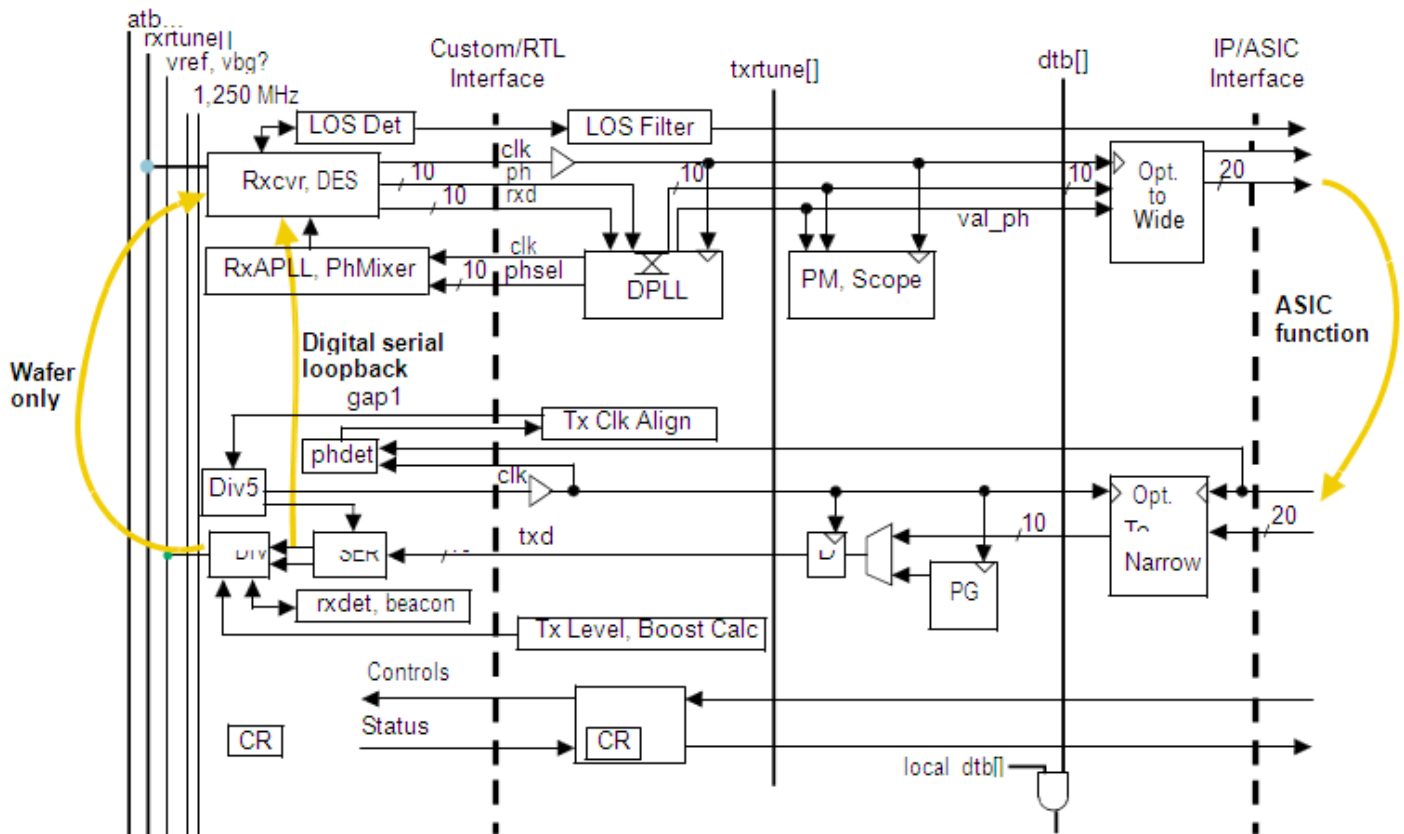 atb...
rxrtune[]
vref, vbg?
1,250 MHz
Custom/RTL
Interface
txrtune[]
dtb[]
IP/ASIC
Interface
LOS Det
LOS Filter
Rxcvr, DES
clk
10
ph
10
rxd
10
10
val_ph
Opt.
to
Wide
20
RxAPLL, PhMixer
clk
10
phsel
DPLL
PM, Scope
ASIC
function
Wafer
only
Digital serial
loopback
gap1
Tx Clk Align
phdet
Div5
clk
Opt.
To
Narrow
20
10
txd
SER
D
PG
rxdet, beacon
Tx Level, Boost Calc
Controls
Status
CR
CR
local dtb[]